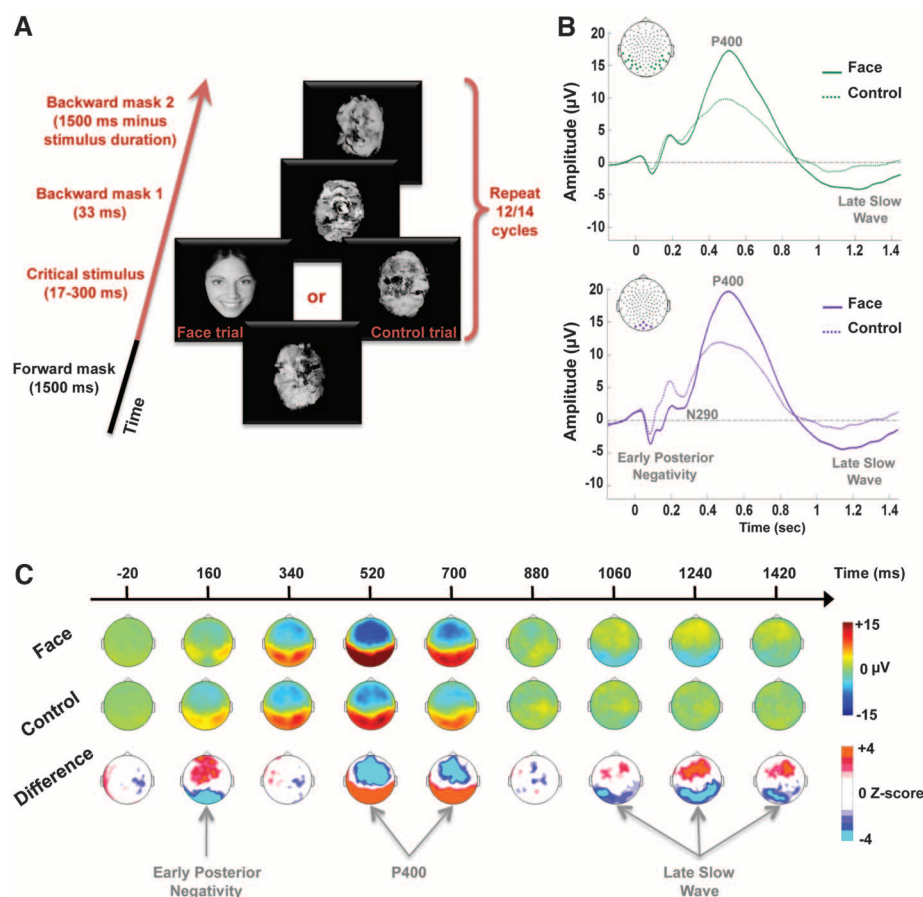 A
Backward mask 2
(1500 ms minus
stimulus duration)
Backward mask 1
(33 ms)
Critical stimulus
(17-300 ms)
Forward mask
(1500 ms)
Time
Face trial
or
Control trial
Repeat
12/14
cycles
B
Amplitude (µV)
20
15
10
5
0
-5
-10
P400
Face
Control
Late Slow
Wave
0
0.2
0.4
0.6
0.8
1
1.2
1.4
Amplitude (µV)
20
15
10
5
0
-5
-10
P400
Face
Control
N290
Early Posterior
Negativity
Late Slow
Wave
0
0.2
0.4
0.6
0.8
1
1.2
1.4
Time (sec)
C
-20 160 340 520 700 880 1060 1240 1420 Time (ms)
Face
Control
Difference
+15
0 µV
-15
+4
0 Z-score
-4
Early Posterior
Negativity
P400
Late Slow
Wave